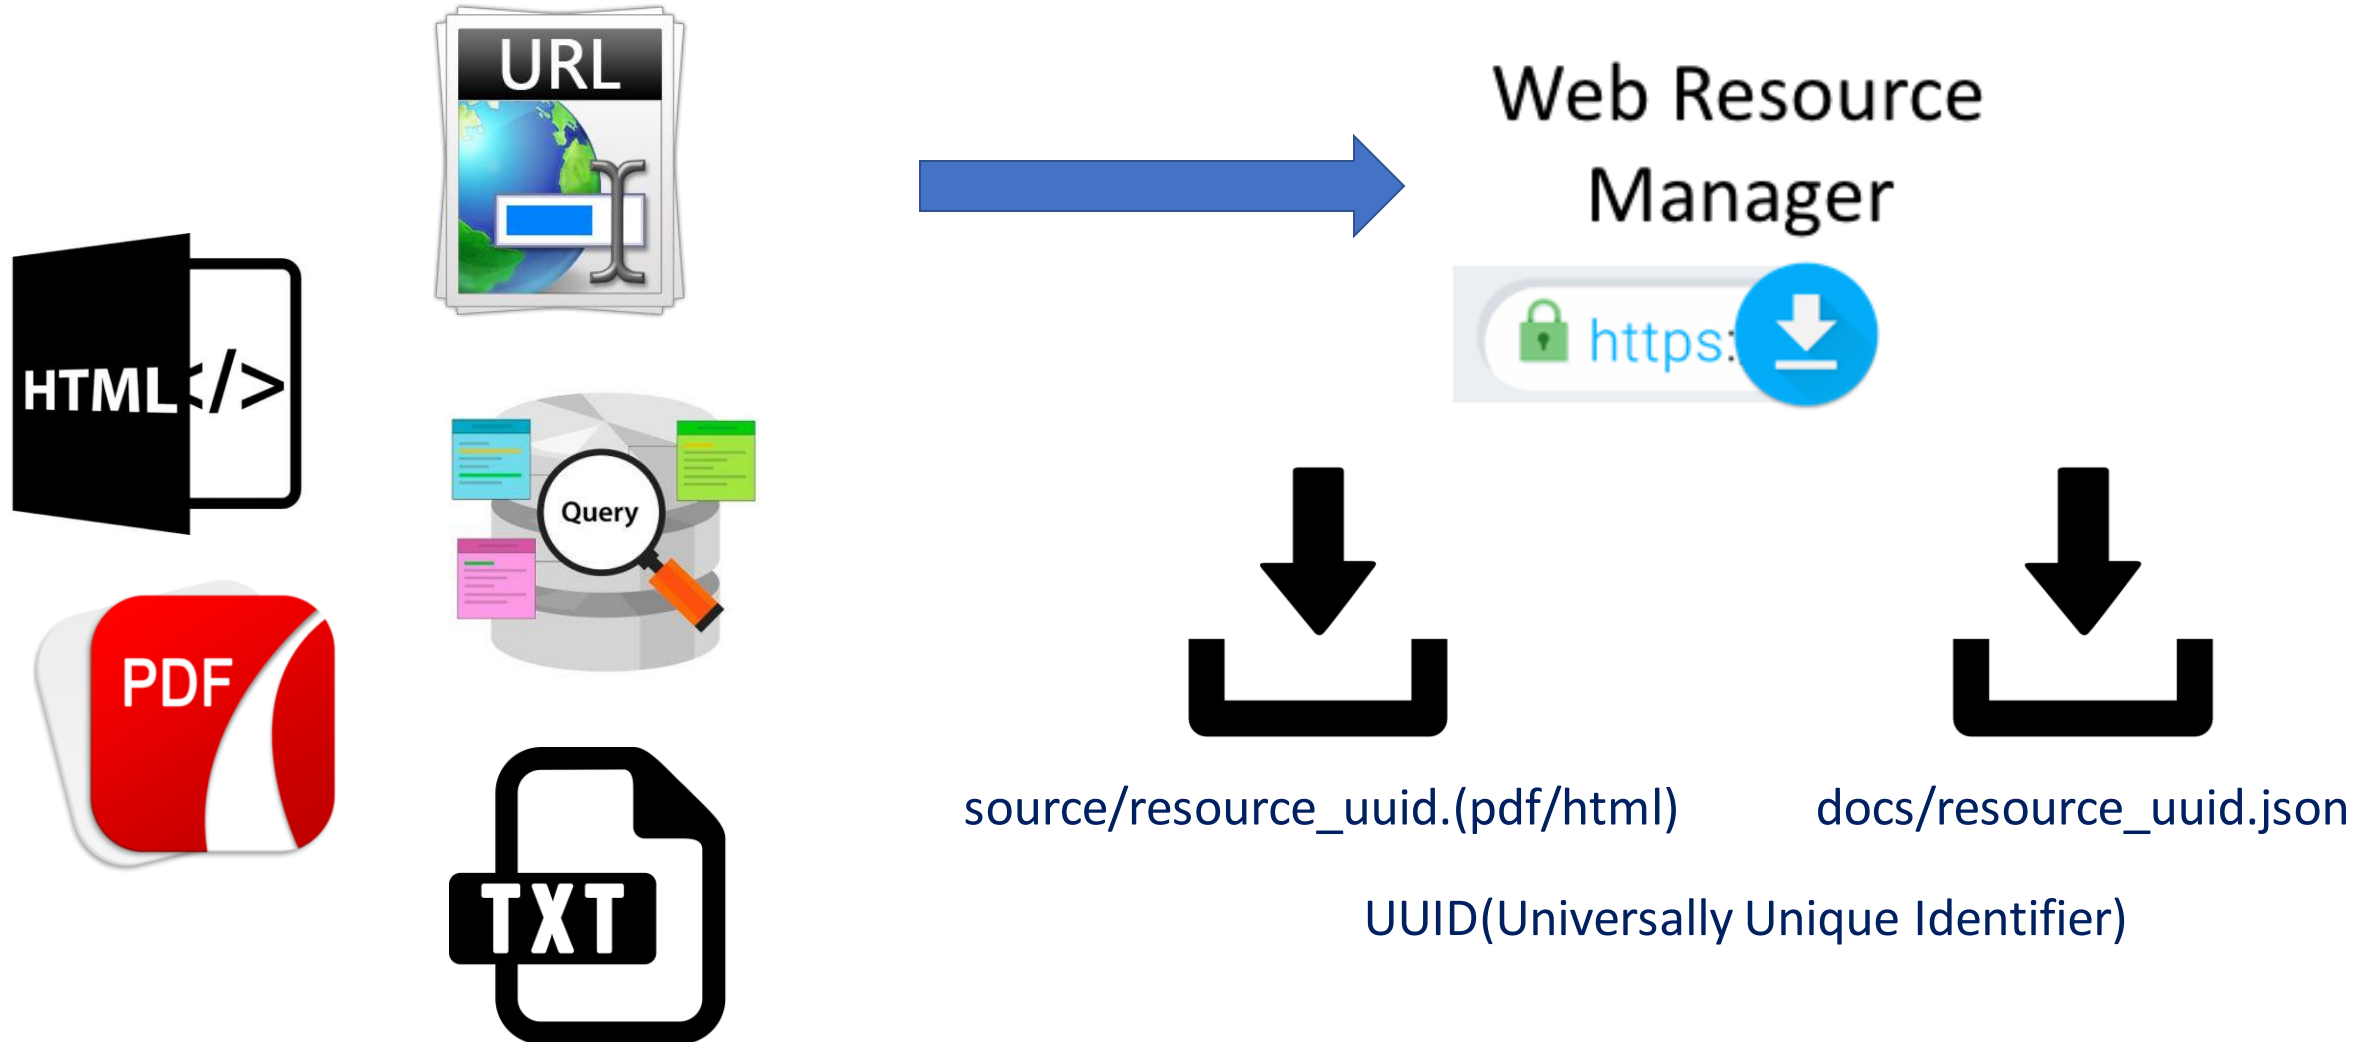 URL
HTML </>
Query
PDF
TXT
Web Resource
Manager
https:
source/resource_uuid.(pdf/html)
docs/resource_uuid.json
UUID(Universally Unique Identifier)